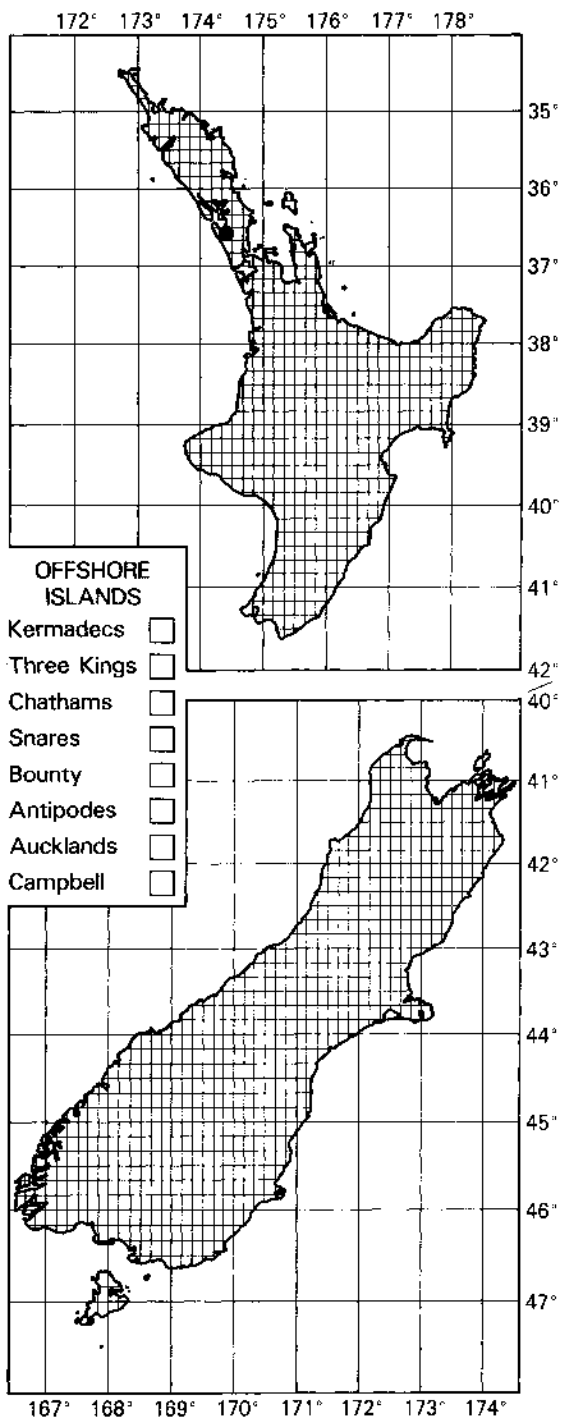 172° 173° 174° 175° 176° 177° 178°
35°
36°
37°
38°
39°
40°
41°
42°
OFFSHORE
ISLANDS
Kermadecs
Three Kings
Chathams
Snares
Bounty
Antipodes
Aucklands
Campbell
40°
41°
42°
43°
44°
45°
46°
47°
167° 168° 169° 170° 171° 172° 173° 174°